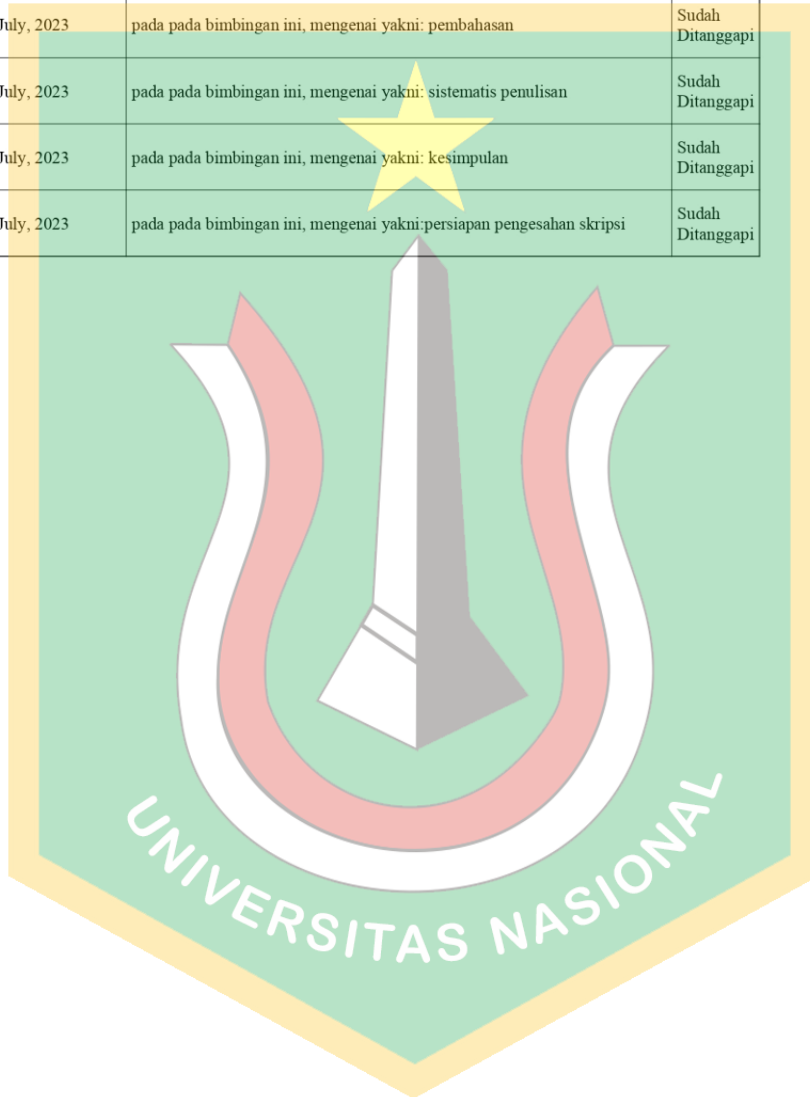 July, 2023 pada pada bimbingan ini, mengenai yakni: pembahasan Sudah
Ditanggapi
July, 2023 pada pada bimbingan ini, mengenai yakni: sistematis penulisan Sudah
Ditanggapi
July, 2023 pada pada bimbingan ini, mengenai yakni: kesimpulan Sudah
Ditanggapi
July, 2023 pada pada bimbingan ini, mengenai yakni:persiapan pengesahan skripsi Sudah
Ditanggapi
UNIVERSITAS NASIONAL